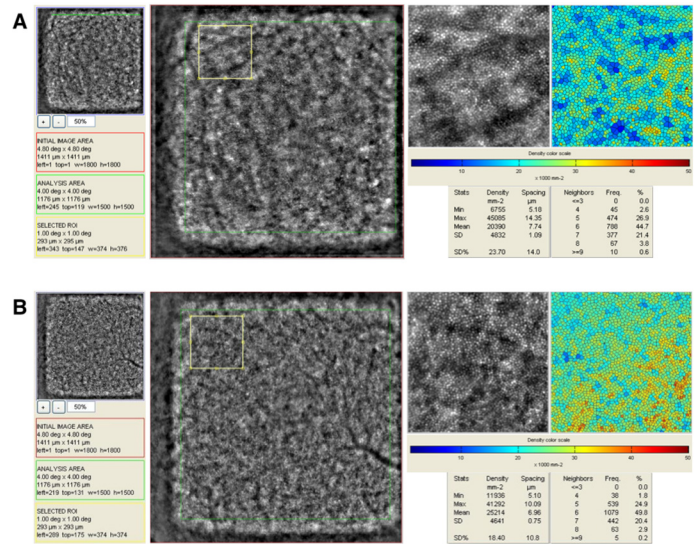 A
+ - 50%
INITIAL IMAGE AREA
4.80 deg x 4.80 deg
1411 µm x 1411 µm
left=1 top=1 w=1800 h=1800
ANALYSIS AREA
4.00 deg x 4.00 deg
1176 µm x 1176 µm
left=245 top=119 w=1500 h=1500
SELECTED ROI
1.00 deg x 1.00 deg
293 µm x 295 µm
left=343 top=147 w=374 h=376
Density color scale
10 20 30 40 50
x 1000 mm-2
Stats Density Spacing Neighbors Freq. %
mm-2 µm <=3 0 0.0
Min 6755 5.18 4 45 2.6
Max 45085 14.35 5 474 26.9
Mean 20390 7.74 6 788 44.7
SD 4832 1.09 7 377 21.4
8 67 3.8
SD% 23.70 14.0 >=9 10 0.6
B
+ - 50%
INITIAL IMAGE AREA
4.80 deg x 4.80 deg
1411 µm x 1411 µm
left=1 top=1 w=1800 h=1800
ANALYSIS AREA
4.00 deg x 4.00 deg
1176 µm x 1176 µm
left=219 top=131 w=1500 h=1500
SELECTED ROI
1.00 deg x 1.00 deg
293 µm x 293 µm
left=289 top=175 w=374 h=374
Density color scale
10 20 30 40 50
x 1000 mm-2
Stats Density Spacing Neighbors Freq. %
mm-2 µm <=3 0 0.0
Min 11936 5.10 4 38 1.8
Max 41292 10.09 5 539 24.9
Mean 25214 6.96 6 1079 49.8
SD 4641 0.75 7 442 20.4
8 63 2.9
SD% 18.40 10.8 >=9 5 0.2